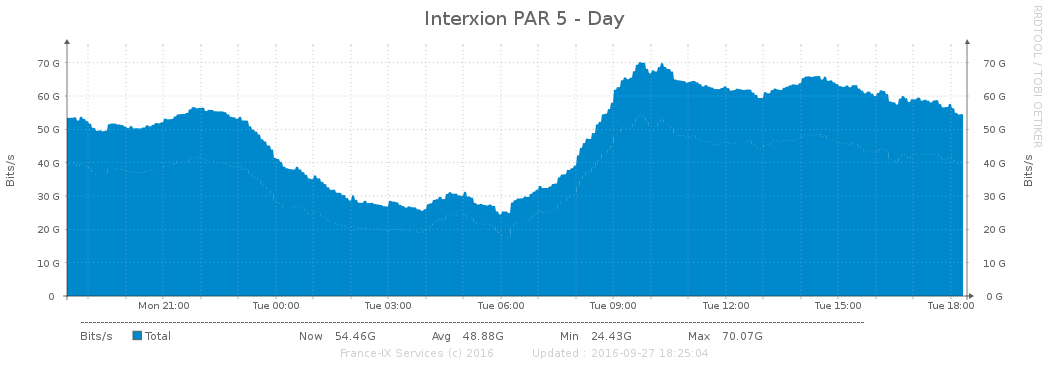 Interxion PAR 5 - Day
RRDTOOL / TOBI OETIKER
Bits/s
70 G
60 G
50 G
40 G
30 G
20 G
10 G
0
70 G
60 G
50 G
40 G
30 G
20 G
10 G
0 G
Bits/s
Mon 21:00 Tue 00:00 Tue 03:00 Tue 06:00 Tue 09:00 Tue 12:00 Tue 15:00 Tue 18:00
Bits/s Total Now 54.46G Avg 48.88G Min 24.43G Max 70.07G
France-IX Services (c) 2016 Updated : 2016-09-27 18:25:04